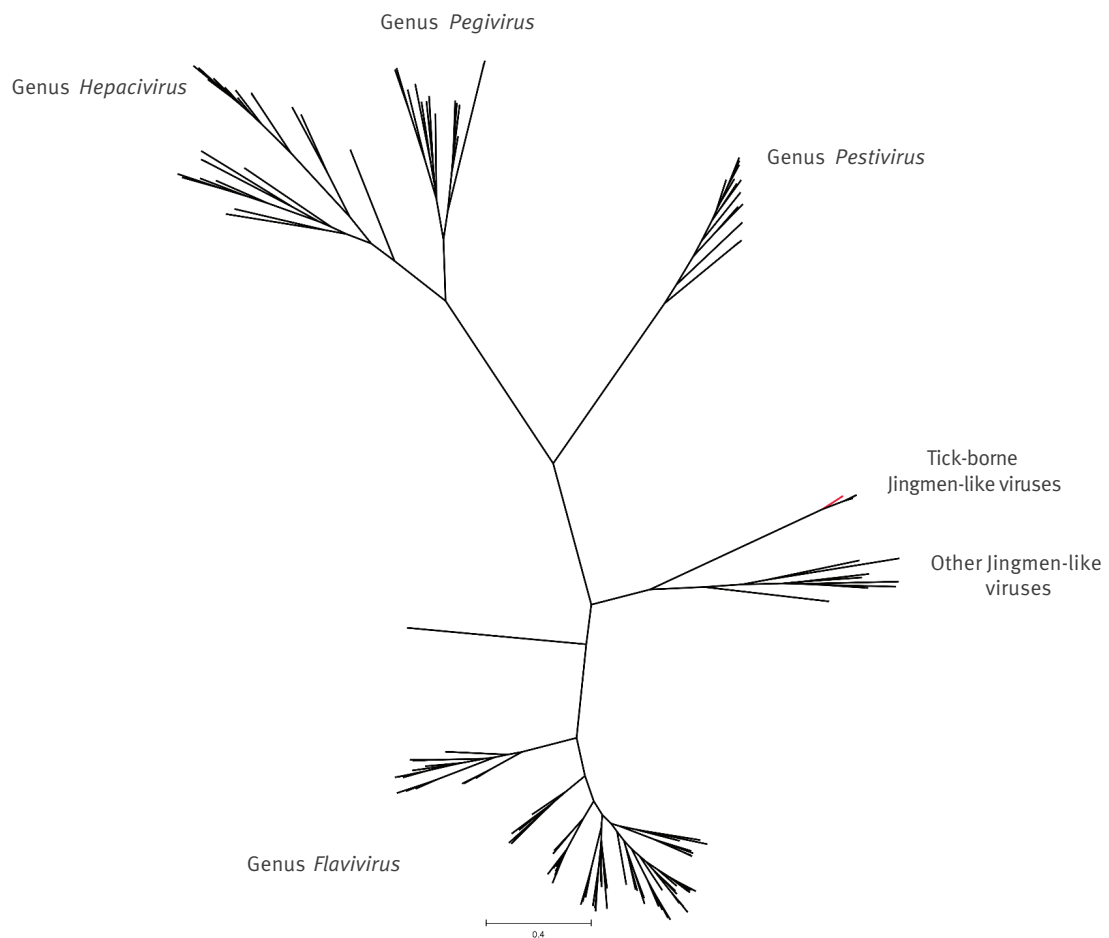 Genus Pegivirus
Genus Hepacivirus
Genus Pestivirus
Tick-borne
Jingmen-like viruses
Other Jingmen-like
viruses
Genus Flavivirus
0.4